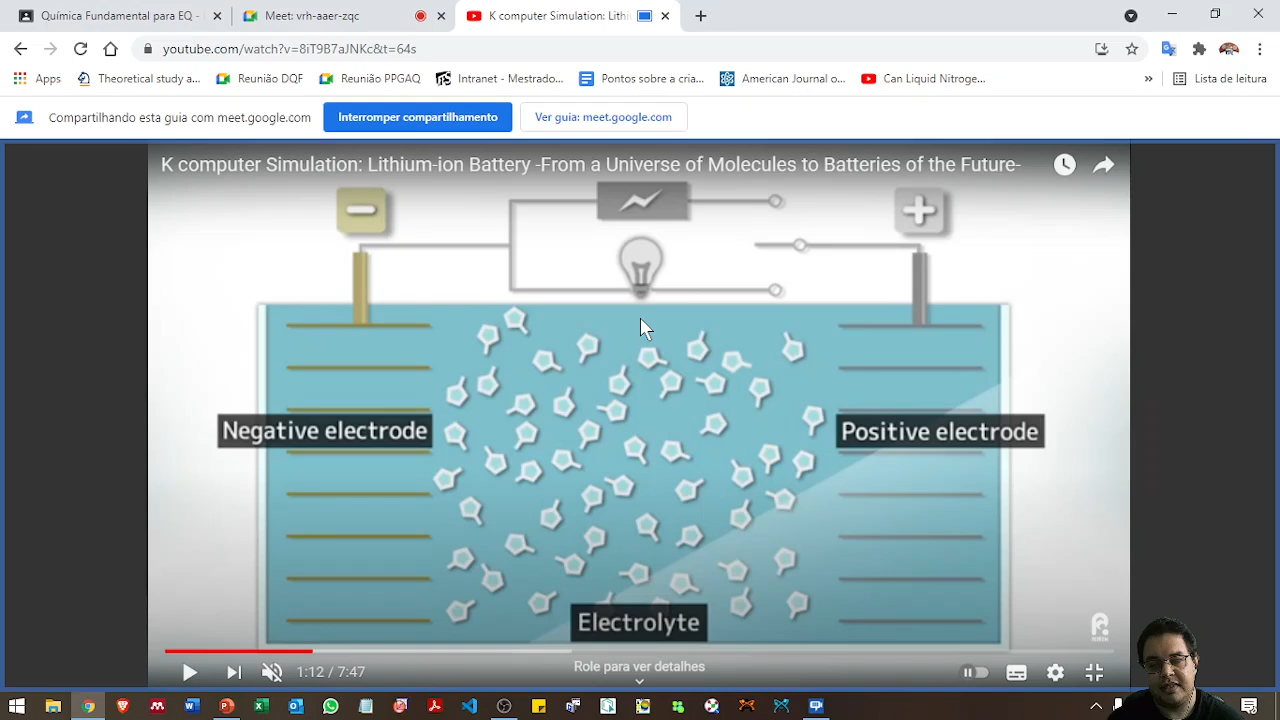 Química Fundamental para EQ -
Meet: vrh-aer-zqc
K computer Simulation: Lithi
youtube.com/watch?v=8iT9B7aJNKc&t=64s
Apps
Theoretical study a...
Reunião DQF
Reunião PPGAQ
Intranet - Mestrado...
Pontos sobre a cria...
American Journal o...
Can Liquid Nitroge...
»
Lista de leitura
Compartilhando esta guia com meet.google.com
Interromper compartilhamento
Ver guia: meet.google.com
K computer Simulation: Lithium-ion Battery -From a Universe of Molecules to Batteries of the Future-
Negative electrode
Positive electrode
Electrolyte
1:12 / 7:47
Role para ver detalhes